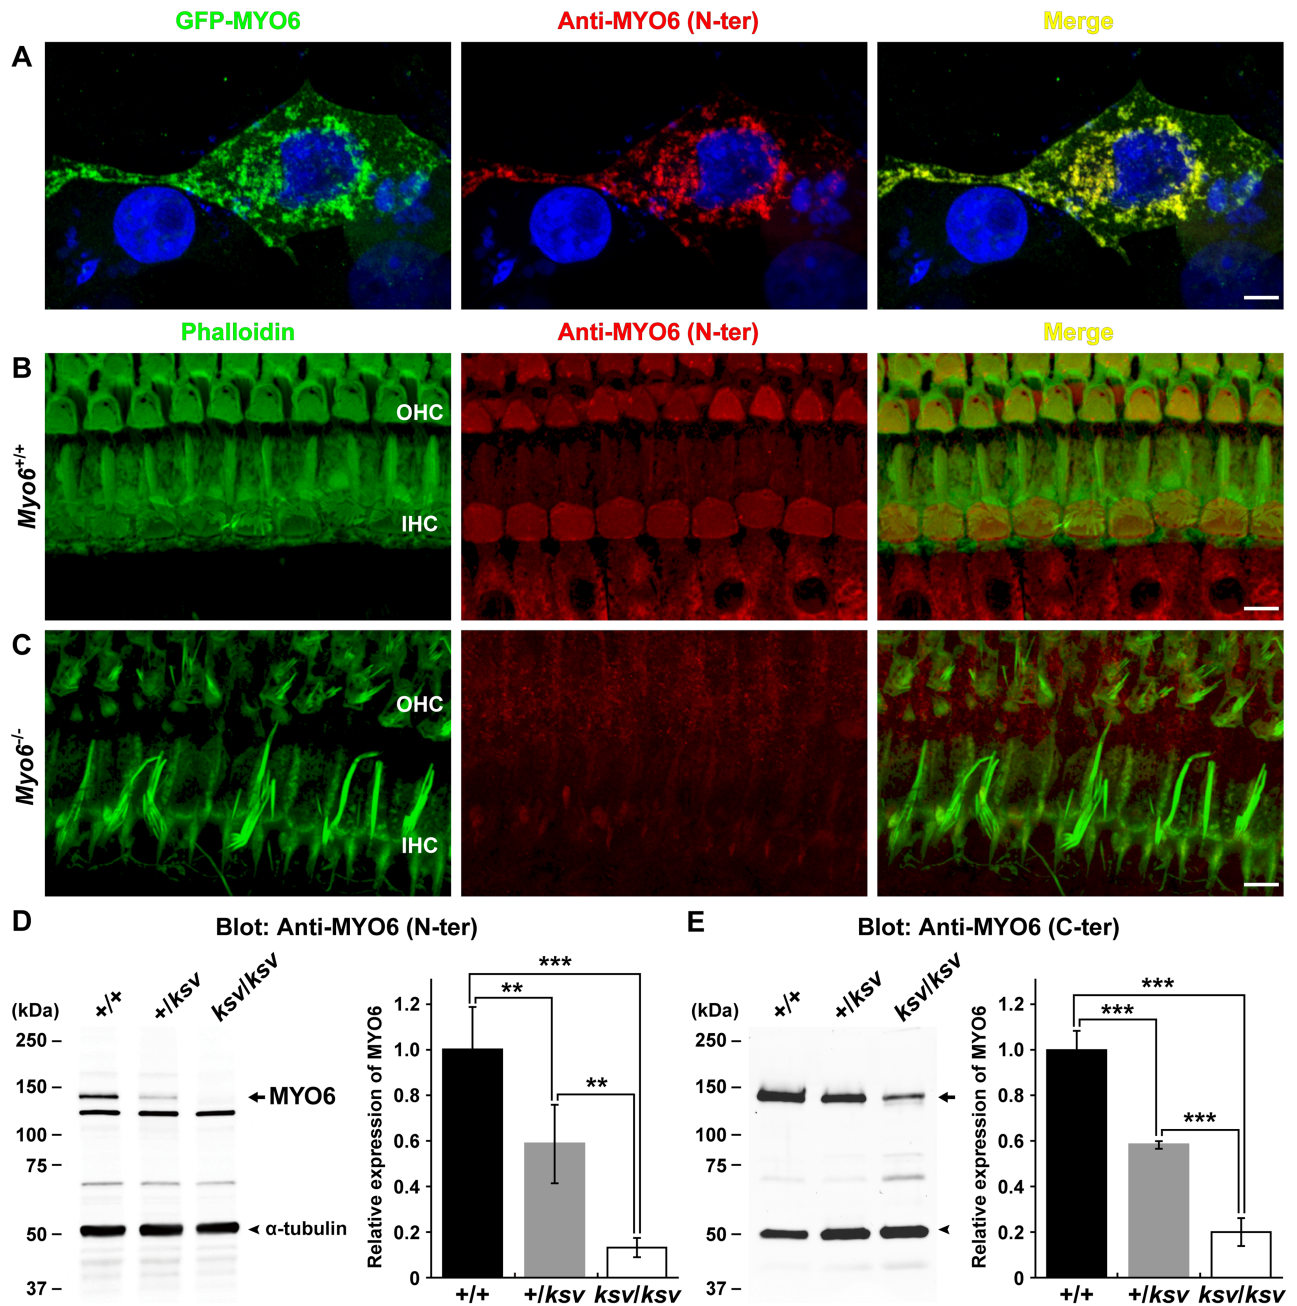 GFP-MYO6 Anti-MYO6 (N-ter) Merge
A
Phalloidin Anti-MYO6 (N-ter) Merge
B
Myo6+/+
OHC
IHC
C
Myo6-/-
OHC
IHC
D Blot: Anti-MYO6 (N-ter)
(kDa) +/+ +/ksv ksv/ksv
250
150
100
75
50
37
MYO6
α-tubulin
Relative expression of MYO6
1.2
1.0
0.8
0.6
0.4
0.2
0
***
**
**
+/+ +/ksv ksv/ksv
E Blot: Anti-MYO6 (C-ter)
(kDa) +/+ +/ksv ksv/ksv
250
150
100
75
50
37
Relative expression of MYO6
1.2
1.0
0.8
0.6
0.4
0.2
0
***
***
***
+/+ +/ksv ksv/ksv